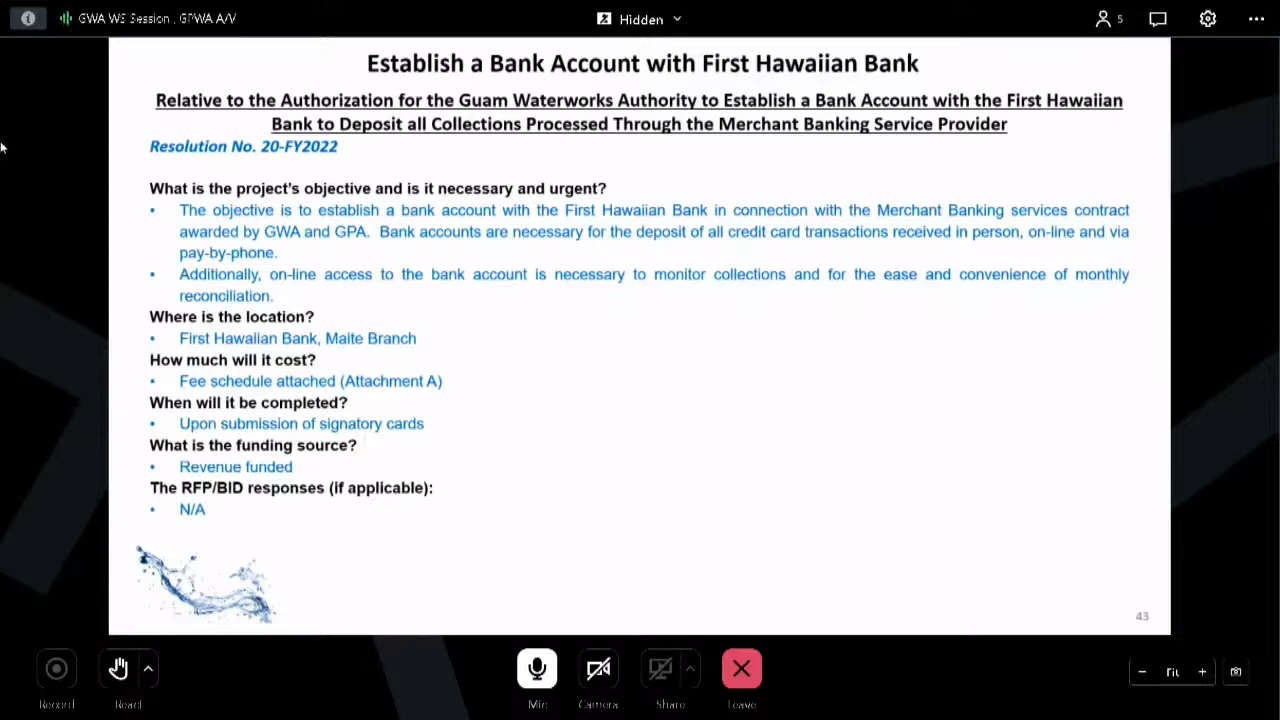 GWA WS Session . GPWA A/V
Hidden
5
Establish a Bank Account with First Hawaiian Bank
Relative to the Authorization for the Guam Waterworks Authority to Establish a Bank Account with the First Hawaiian
Bank to Deposit all Collections Processed Through the Merchant Banking Service Provider
Resolution No. 20-FY2022
What is the project's objective and is it necessary and urgent?
• The objective is to establish a bank account with the First Hawaiian Bank in connection with the Merchant Banking services contract
awarded by GWA and GPA. Bank accounts are necessary for the deposit of all credit card transactions received in person, on-line and via
pay-by-phone.
• Additionally, on-line access to the bank account is necessary to monitor collections and for the ease and convenience of monthly
reconciliation.
Where is the location?
• First Hawaiian Bank, Maite Branch
How much will it cost?
• Fee schedule attached (Attachment A)
When will it be completed?
• Upon submission of signatory cards
What is the funding source?
• Revenue funded
The RFP/BID responses (if applicable):
• N/A
43
Record
React
Mic
Camera
Share
Leave
Fit